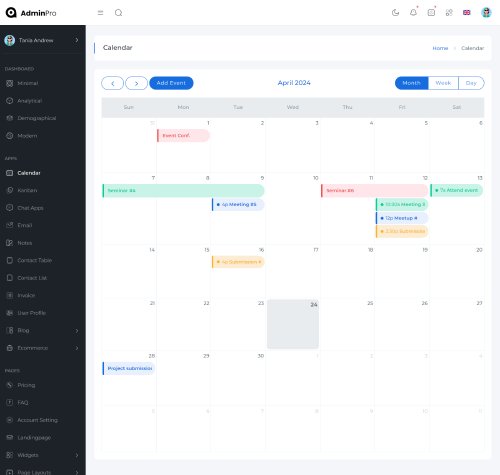 AdminPro
Tania Andrew
DASHBOARD
Minimal
Analytical
Demographical
Modern
APPS
Calendar
Kanban
Chat Apps
Email
Notes
Contact Table
Contact List
Invoice
User Profile
Blog
Ecommerce
PAGES
Pricing
FAQ
Account Setting
Landingpage
Widgets
Page Layouts
Calendar
Home / Calendar
Add Event
April 2024
Month Week Day
Sun Mon Tue Wed Thu Fri Sat
1 2 3 4 5 6
Event Conf.
7 8 9 10 11 12 13
Seminar #4
Seminar #6
7a Attend event
4p Meeting #5
10:30a Meeting #
12p Meetup #
2:30p Submissio
14 15 16 17 18 19 20
4p Submission #
21 22 23 24 25 26 27
28 29 30 1 2 3 4
Project submissio
5 6 7 8 9 10 11